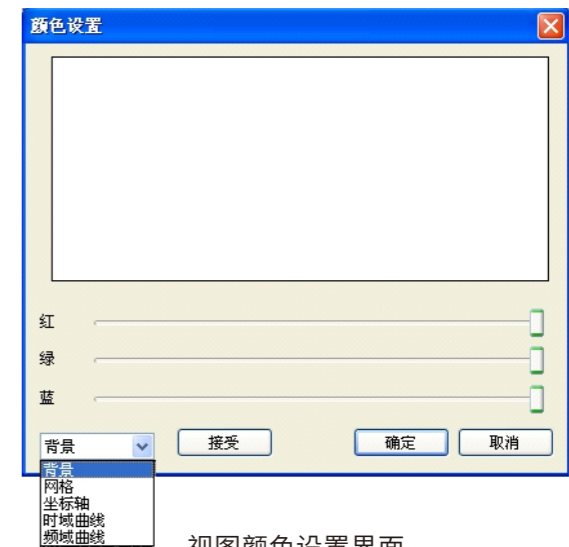 颜色设置
红
绿
蓝
背景
接受
确定
取消
背景
网格
坐标轴
时域曲线
频域曲线
视图颜色设置界面